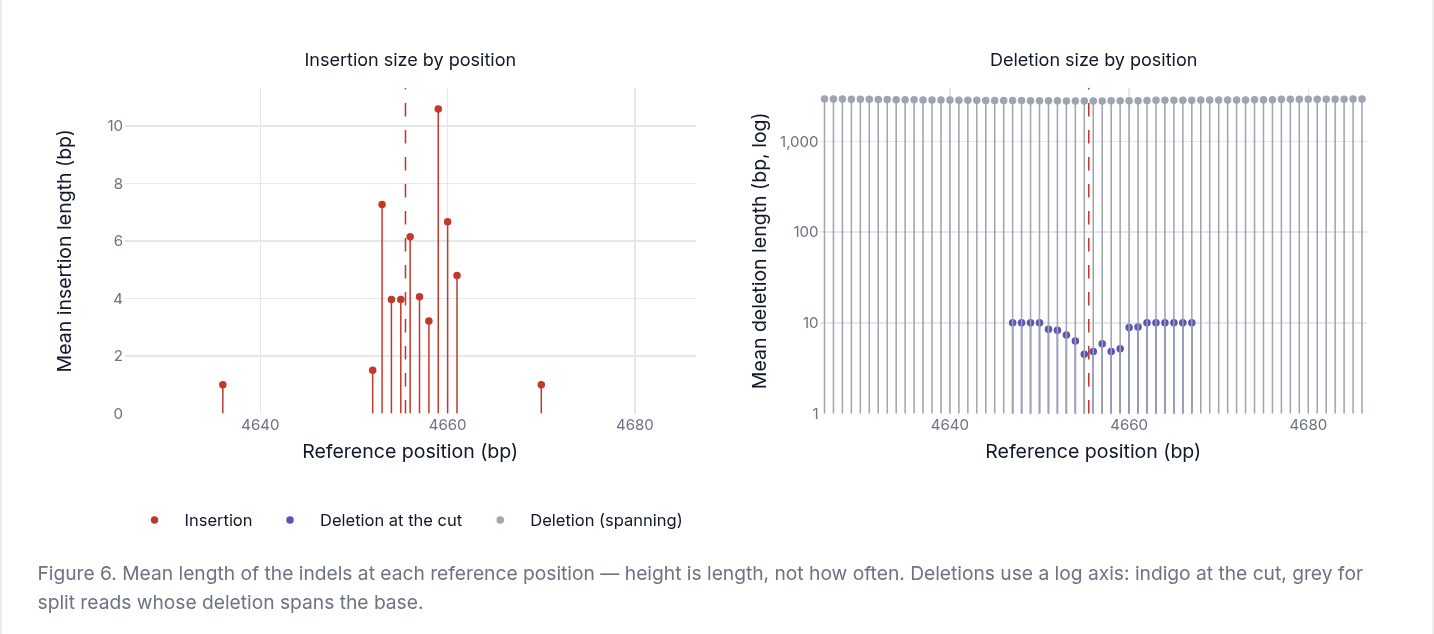 Insertion size by position
Mean insertion length (bp)
10
8
6
4
2
0
4640 4660 4680
Reference position (bp)
Deletion size by position
Mean deletion length (bp, log)
1,000
100
10
1
4640 4660 4680
Reference position (bp)
Insertion Deletion at the cut Deletion (spanning)
Figure 6. Mean length of the indels at each reference position — height is length, not how often. Deletions use a log axis: indigo at the cut, grey for
split reads whose deletion spans the base.